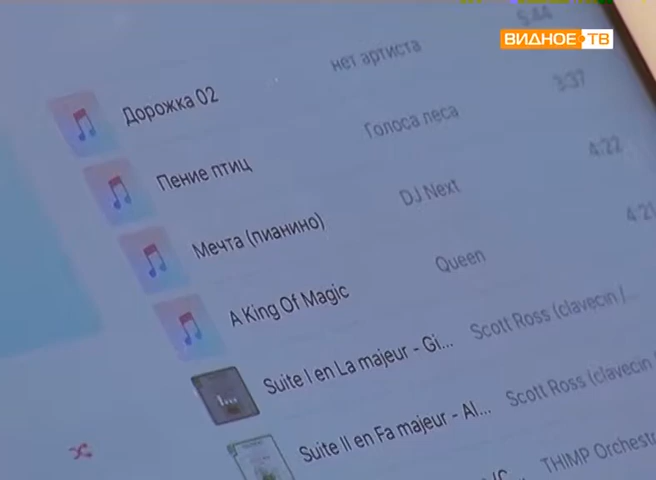 5:44
ВИДНОЕ ТВ
Дорожка 02 нет артиста 3:37
Пение птиц Голоса леса 4:22
Мечта (пианино) DJ Next 4:21
A King Of Magic Queen
Suite I en La majeur - Gi... Scott Ross (clavecin /...
Suite II en Fa majeur - Al... Scott Ross (clavecin
THIMP Orchestr